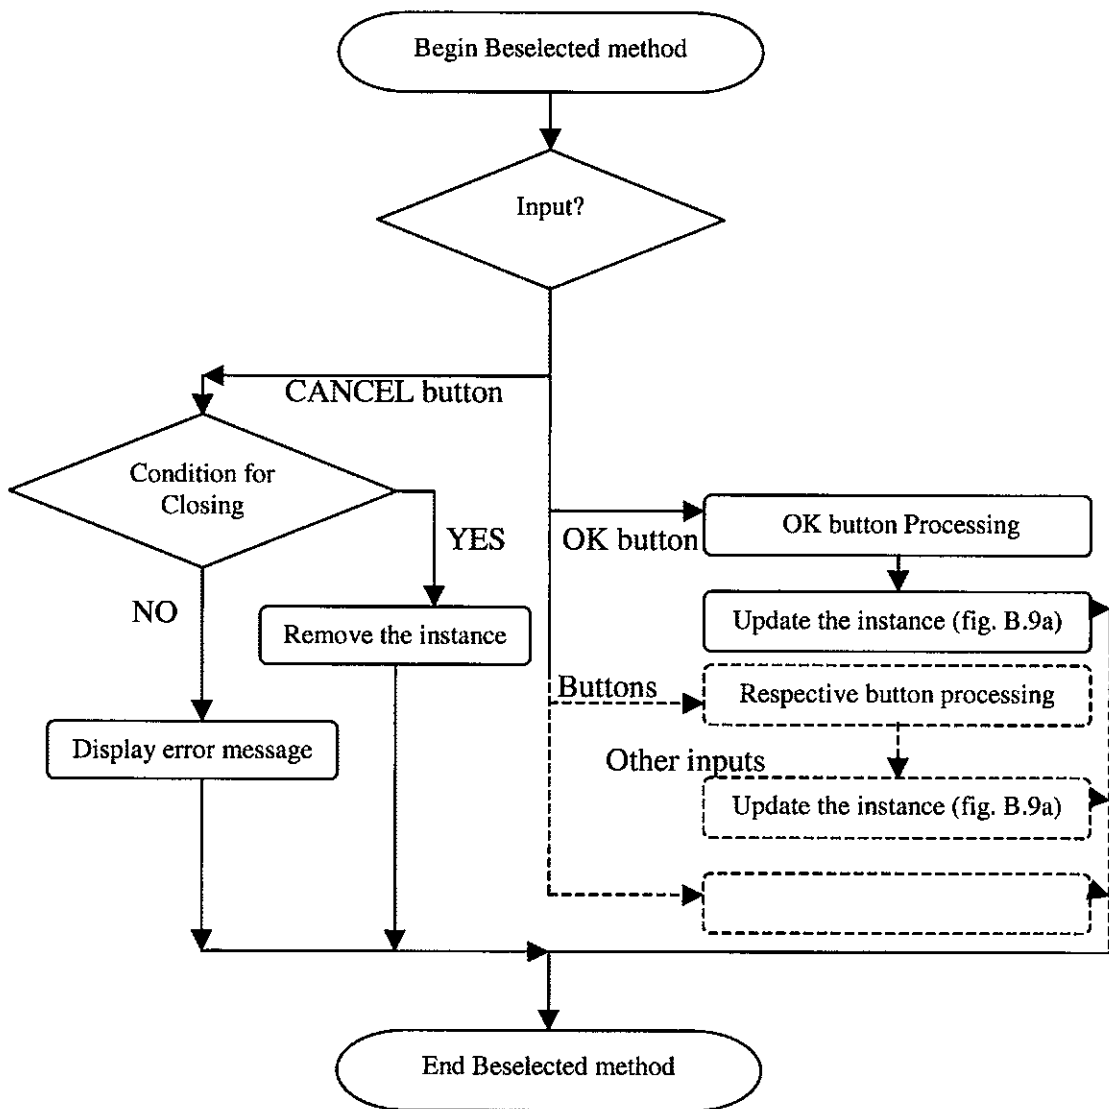 Begin Beselected method
Input?
CANCEL button
Condition for
Closing
YES
OK button
OK button Processing
NO
Remove the instance
Update the instance (fig. B.9a)
Buttons
Respective button processing
Display error message
Other inputs
Update the instance (fig. B.9a)
End Beselected method